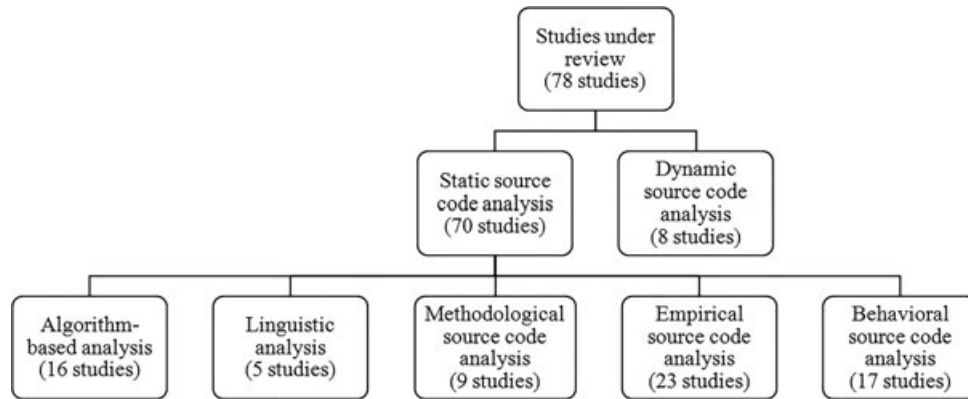 Studies under
review
(78 studies)
Static source
code analysis
(70 studies)
Dynamic
source code
analysis
(8 studies)
Algorithm-
based analysis
(16 studies)
Linguistic
analysis
(5 studies)
Methodological
source code
analysis
(9 studies)
Empirical
source code
analysis
(23 studies)
Behavioral
source code
analysis
(17 studies)